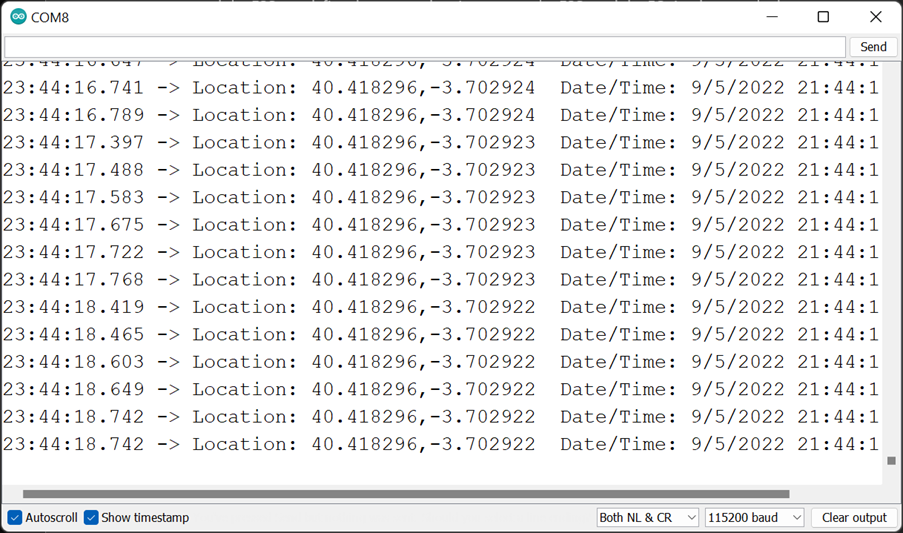 COM8
Send
23:44:16.647 -> Location: 40.418296,-3.702924  Date/Time: 9/5/2022 21:44:1
23:44:16.741 -> Location: 40.418296,-3.702924  Date/Time: 9/5/2022 21:44:1
23:44:16.789 -> Location: 40.418296,-3.702924  Date/Time: 9/5/2022 21:44:1
23:44:17.397 -> Location: 40.418296,-3.702923  Date/Time: 9/5/2022 21:44:1
23:44:17.488 -> Location: 40.418296,-3.702923  Date/Time: 9/5/2022 21:44:1
23:44:17.583 -> Location: 40.418296,-3.702923  Date/Time: 9/5/2022 21:44:1
23:44:17.675 -> Location: 40.418296,-3.702923  Date/Time: 9/5/2022 21:44:1
23:44:17.722 -> Location: 40.418296,-3.702923  Date/Time: 9/5/2022 21:44:1
23:44:17.768 -> Location: 40.418296,-3.702923  Date/Time: 9/5/2022 21:44:1
23:44:18.419 -> Location: 40.418296,-3.702922  Date/Time: 9/5/2022 21:44:1
23:44:18.465 -> Location: 40.418296,-3.702922  Date/Time: 9/5/2022 21:44:1
23:44:18.603 -> Location: 40.418296,-3.702922  Date/Time: 9/5/2022 21:44:1
23:44:18.649 -> Location: 40.418296,-3.702922  Date/Time: 9/5/2022 21:44:1
23:44:18.742 -> Location: 40.418296,-3.702922  Date/Time: 9/5/2022 21:44:1
23:44:18.742 -> Location: 40.418296,-3.702922  Date/Time: 9/5/2022 21:44:1
Autoscroll Show timestamp Both NL & CR 115200 baud Clear output